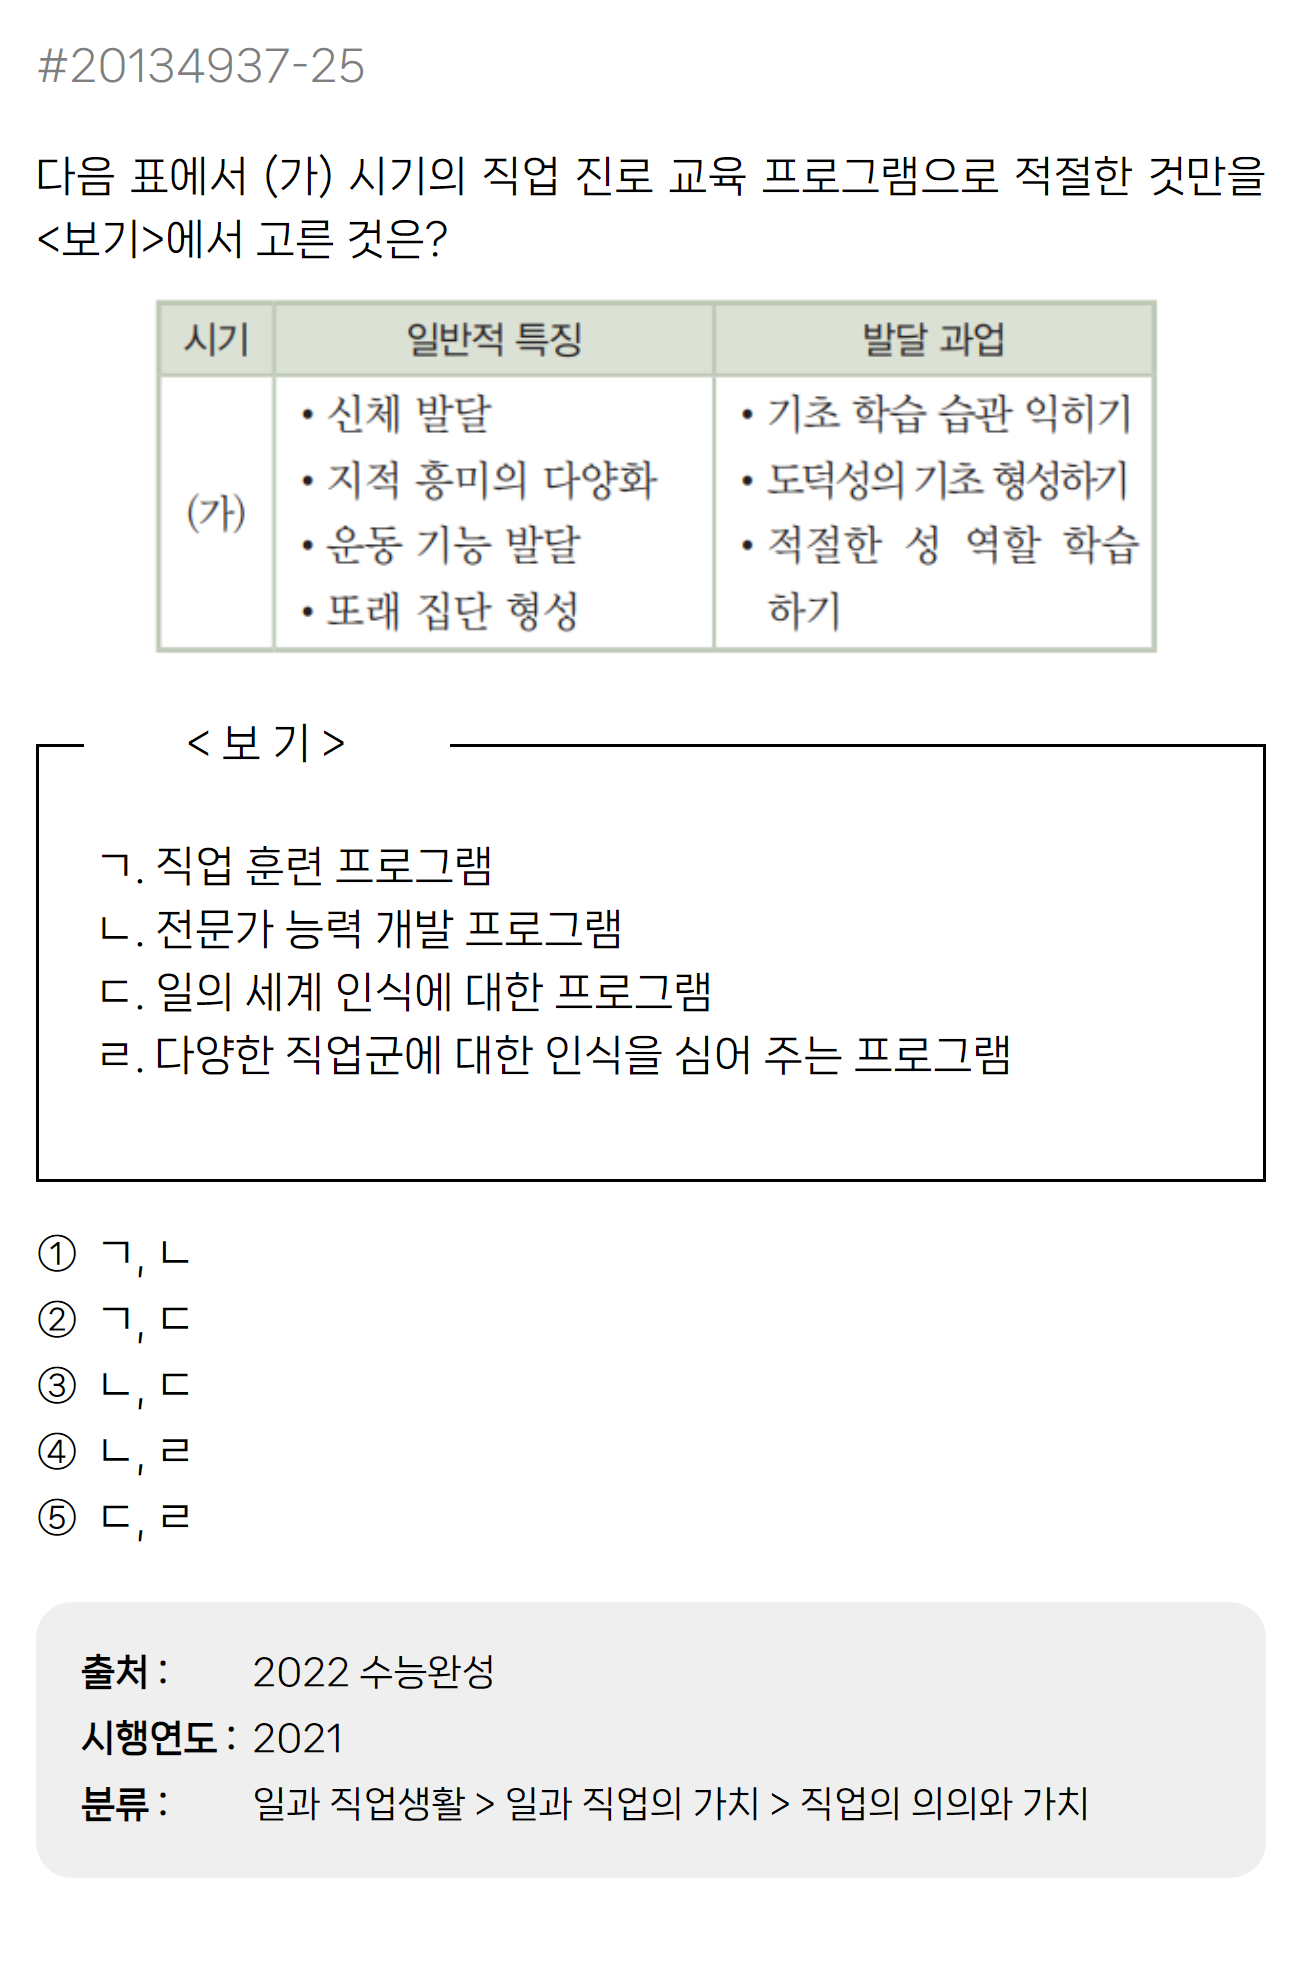 #20134937-25
다음 표에서 (가) 시기의 직업 진로 교육 프로그램으로 적절한 것만을
<보기>에서 고른 것은?
시기 일반적 특징 발달 과업
(가)
• 신체 발달
• 지적 흥미의 다양화
• 운동 기능 발달
• 또래 집단 형성
• 기초 학습 습관 익히기
• 도덕성의 기초 형성하기
• 적절한 성 역할 학습
하기
< 보 기 >
ㄱ. 직업 훈련 프로그램
ㄴ. 전문가 능력 개발 프로그램
ㄷ. 일의 세계 인식에 대한 프로그램
ㄹ. 다양한 직업군에 대한 인식을 심어 주는 프로그램
① ㄱ, ㄴ
② ㄱ, ㄷ
③ ㄴ, ㄷ
④ ㄴ, ㄹ
⑤ ㄷ, ㄹ
출처 : 2022 수능완성
시행연도 : 2021
분류 : 일과 직업생활 > 일과 직업의 가치 > 직업의 의의와 가치